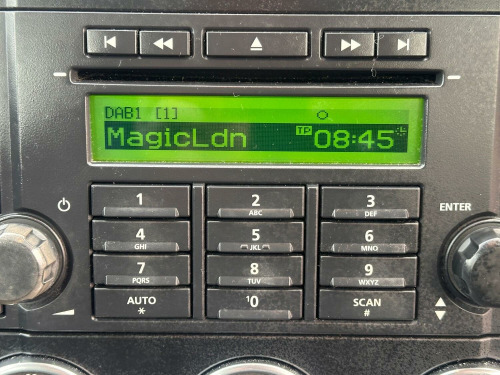 DAB1 [1]
MagicLdn TP 08:45
1 2 ABC 3 DEF
ENTER
4 GHI 5 JKL 6 MNO
7 PQRS 8 TUV 9 WXYZ
AUTO * 10 SCAN #